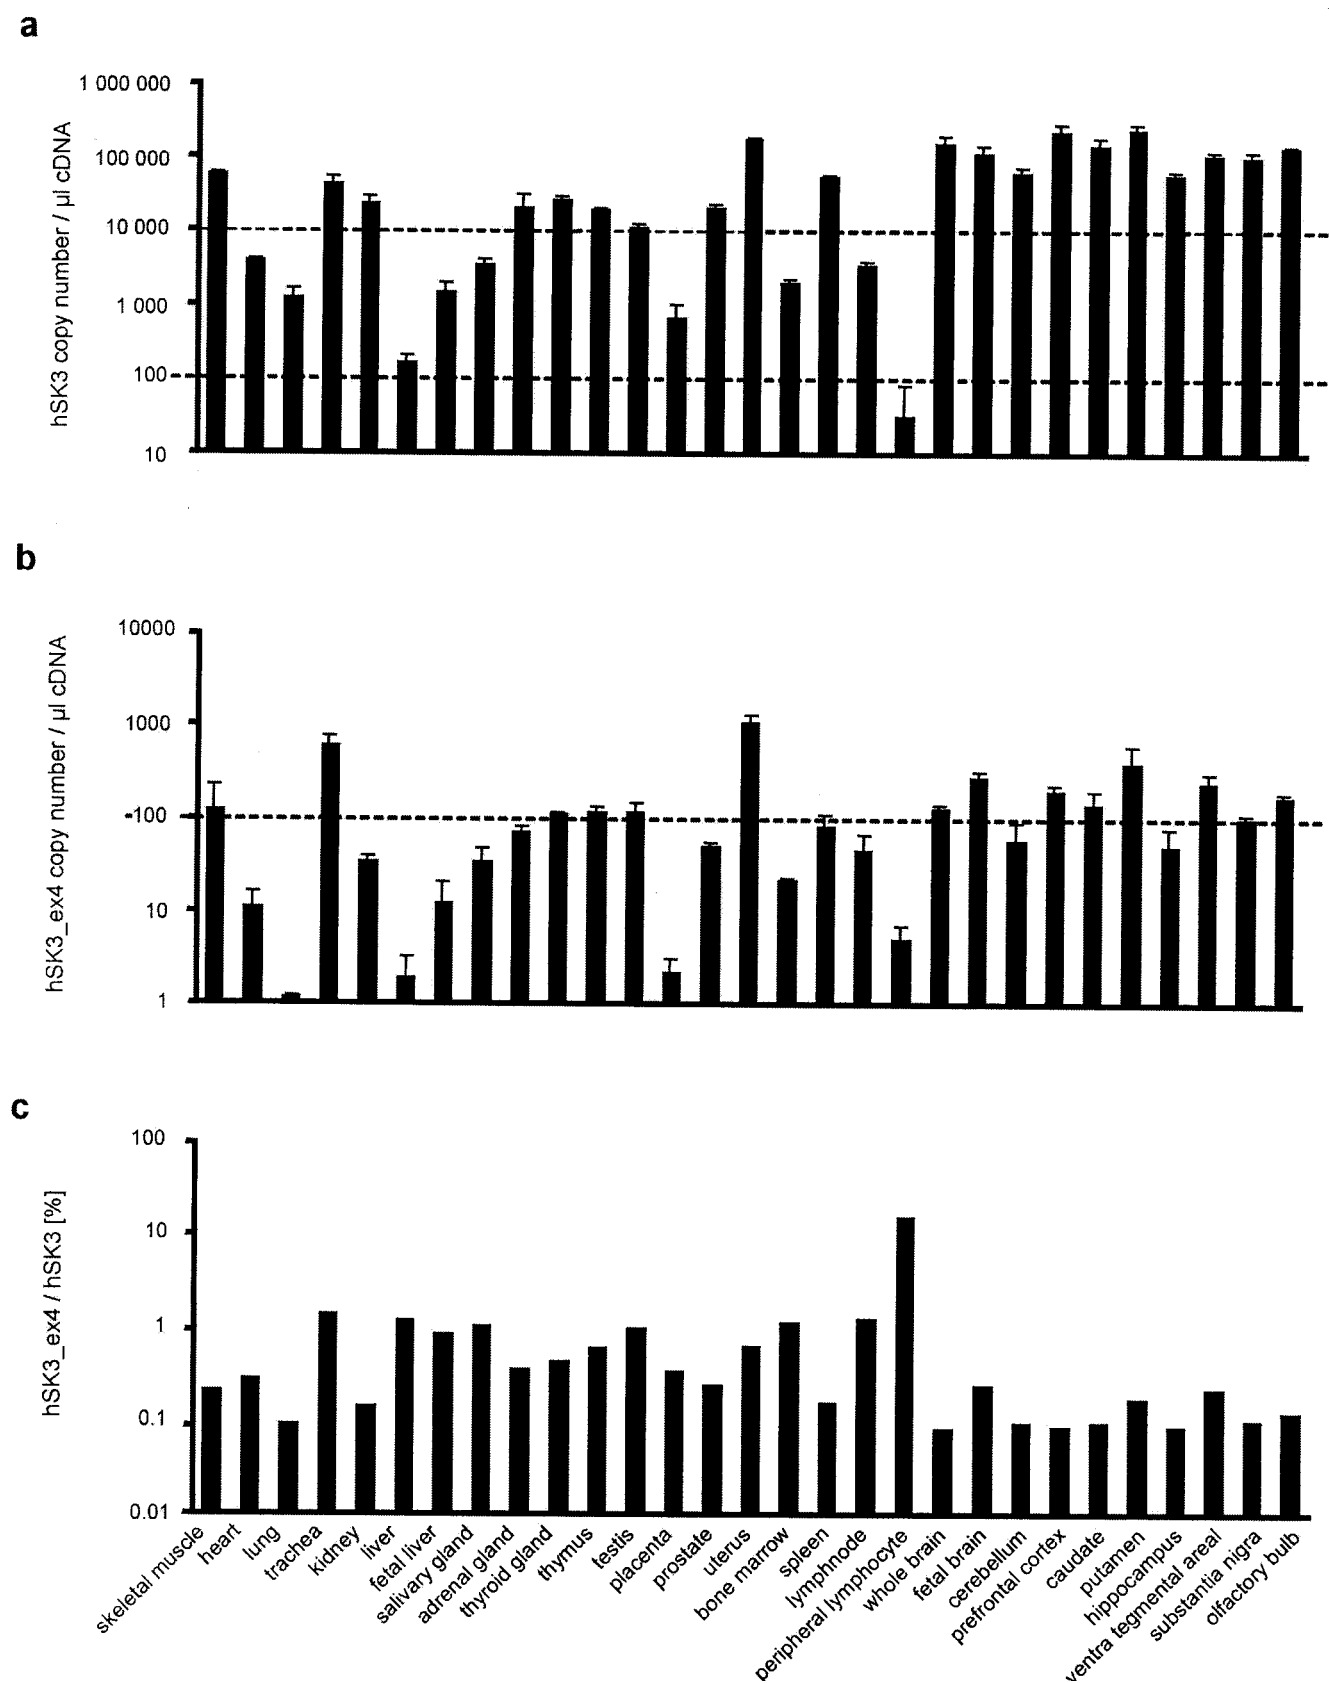 a
hSK3 copy number / µl cDNA
1 000 000
100 000
10 000
1 000
100
10
b
hSK3_ex4 copy number / µl cDNA
10000
1000
100
10
1
c
hSK3_ex4 / hSK3 [%]
100
10
1
0.1
0.01
skeletal muscle
heart
lung
trachea
kidney
liver
fetal liver
salivary gland
adrenal gland
thyroid gland
thymus
testis
placenta
prostate
uterus
bone marrow
spleen
lymphnode
peripheral lymphocyte
whole brain
fetal brain
cerebellum
prefrontal cortex
caudate
putamen
hippocampus
ventra tegmental areal
substantia nigra
olfactory bulb